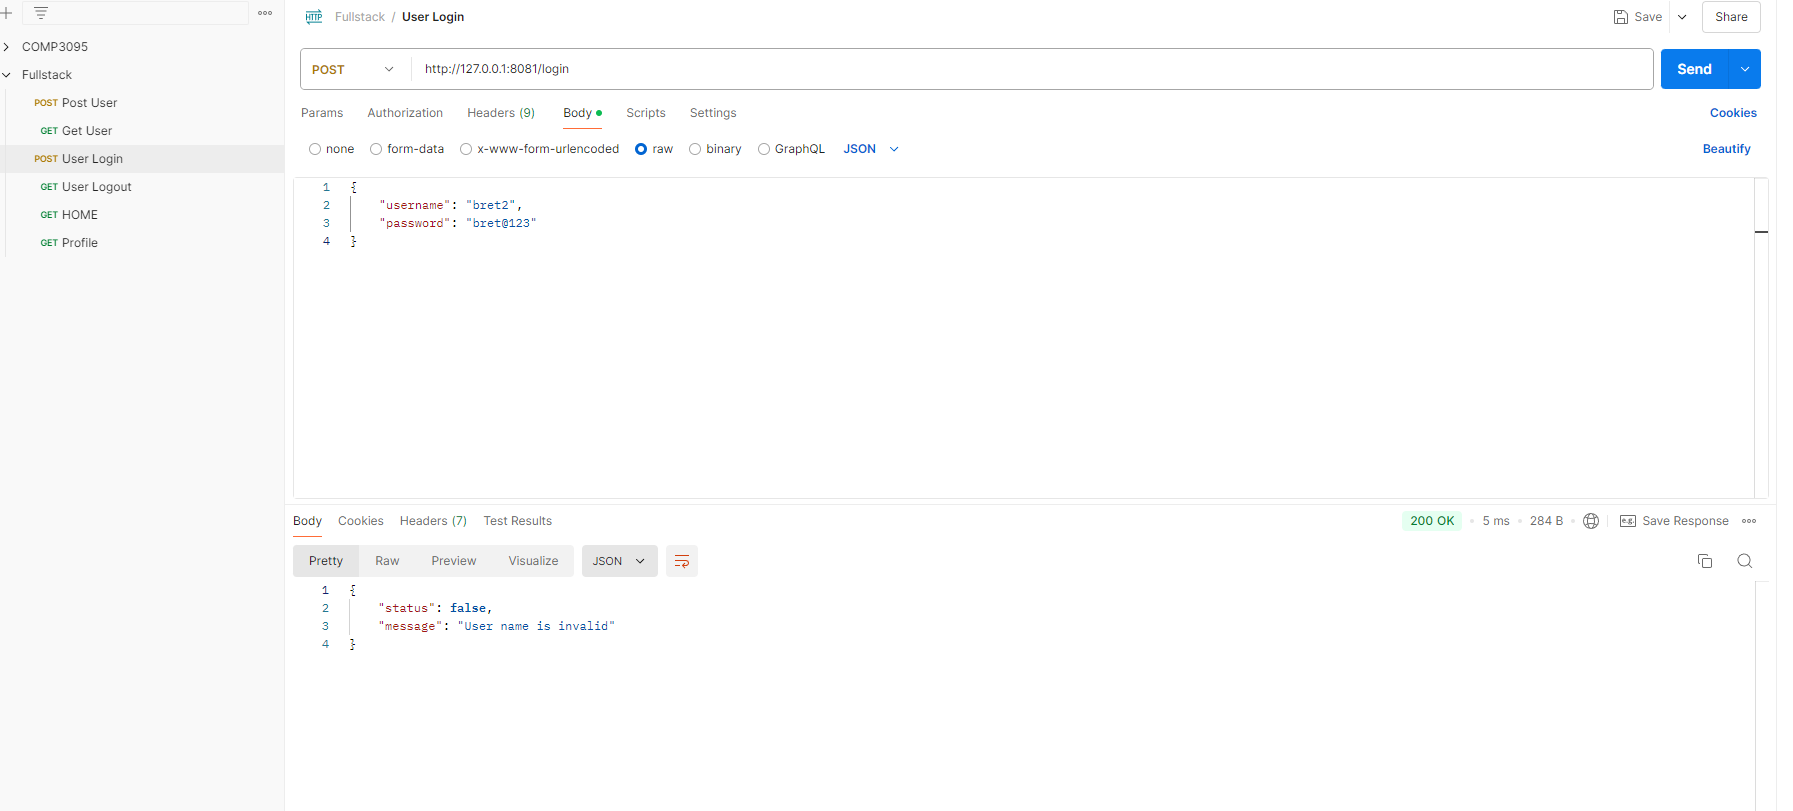 COMP3095
Fullstack
POST Post User
GET Get User
POST User Login
GET User Logout
GET HOME
GET Profile
HTTP Fullstack / User Login
Save
Share
POST
http://127.0.0.1:8081/login
Send
Params Authorization Headers (9) Body Scripts Settings
Cookies
none form-data x-www-form-urlencoded raw binary GraphQL JSON
Beautify
1 {
2 "username": "bret2",
3 "password": "bret@123"
4 }
Body Cookies Headers (7) Test Results
200 OK 5 ms 284 B e.g. Save Response
Pretty Raw Preview Visualize JSON
1 {
2 "status": false,
3 "message": "User name is invalid"
4 }